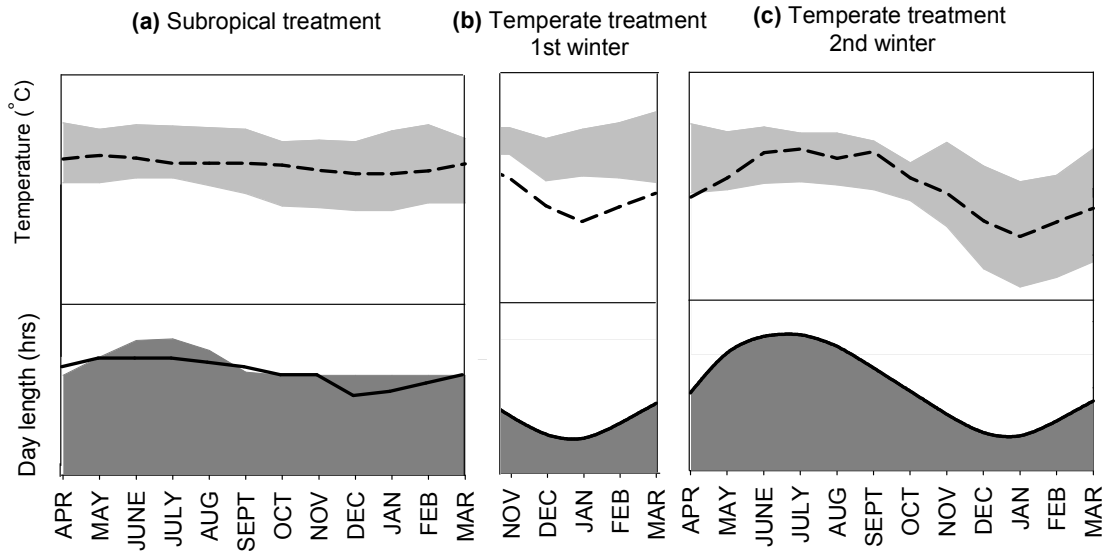 (a) Subropical treatment
(b) Temperate treatment
1st winter
(c) Temperate treatment
2nd winter
Temperature (°C)
Day length (hrs)
APR
MAY
JUNE
JULY
AUG
SEPT
OCT
NOV
DEC
JAN
FEB
MAR
NOV
DEC
JAN
FEB
MAR
APR
MAY
JUNE
JULY
AUG
SEPT
OCT
NOV
DEC
JAN
FEB
MAR